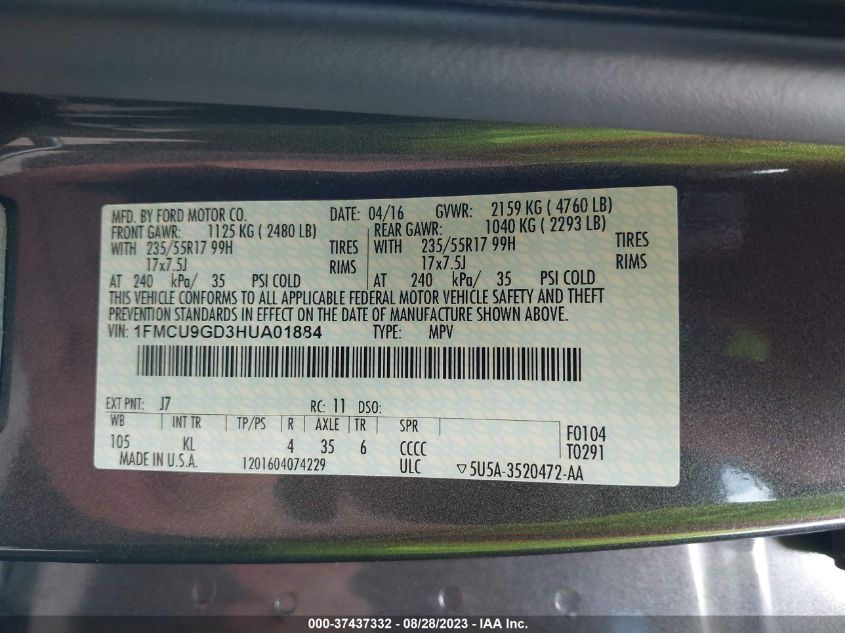 MFD. BY FORD MOTOR CO. DATE: 04/16 GVWR: 2159 KG ( 4760 LB)
FRONT GAWR: 1125 KG ( 2480 LB) REAR GAWR: 1040 KG ( 2293 LB)
WITH 235/55R17 99H TIRES WITH 235/55R17 99H TIRES
17x7.5J RIMS 17x7.5J RIMS
AT 240 kPa/ 35 PSI COLD AT 240 kPa/ 35 PSI COLD
THIS VEHICLE CONFORMS TO ALL APPLICABLE FEDERAL MOTOR VEHICLE SAFETY AND THEFT
PREVENTION STANDARDS IN EFFECT ON THE DATE OF MANUFACTURE SHOWN ABOVE.
VIN: 1FMCU9GD3HUA01884 TYPE: MPV
EXT PNT: J7 RC: 11 DSO:
WB INT TR TP/PS R AXLE TR SPR
105 KL 4 35 6 CCCC
F0104
T0291
MADE IN U.S.A. 1201604074229 ULC ▽5U5A-3520472-AA
000-37437332 - 08/28/2023 - IAA Inc.